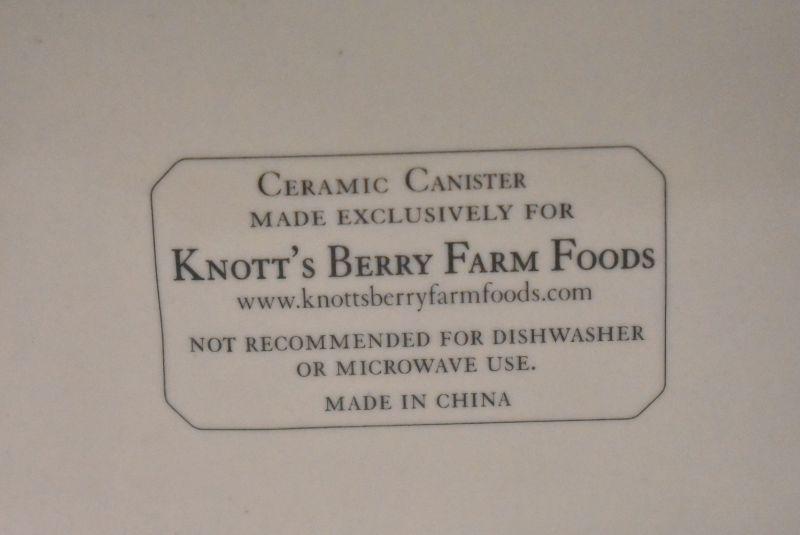 CERAMIC CANISTER
MADE EXCLUSIVELY FOR
KNOTT'S BERRY FARM FOODS
www.knottsberryfarmfoods.com
NOT RECOMMENDED FOR DISHWASHER
OR MICROWAVE USE.
MADE IN CHINA